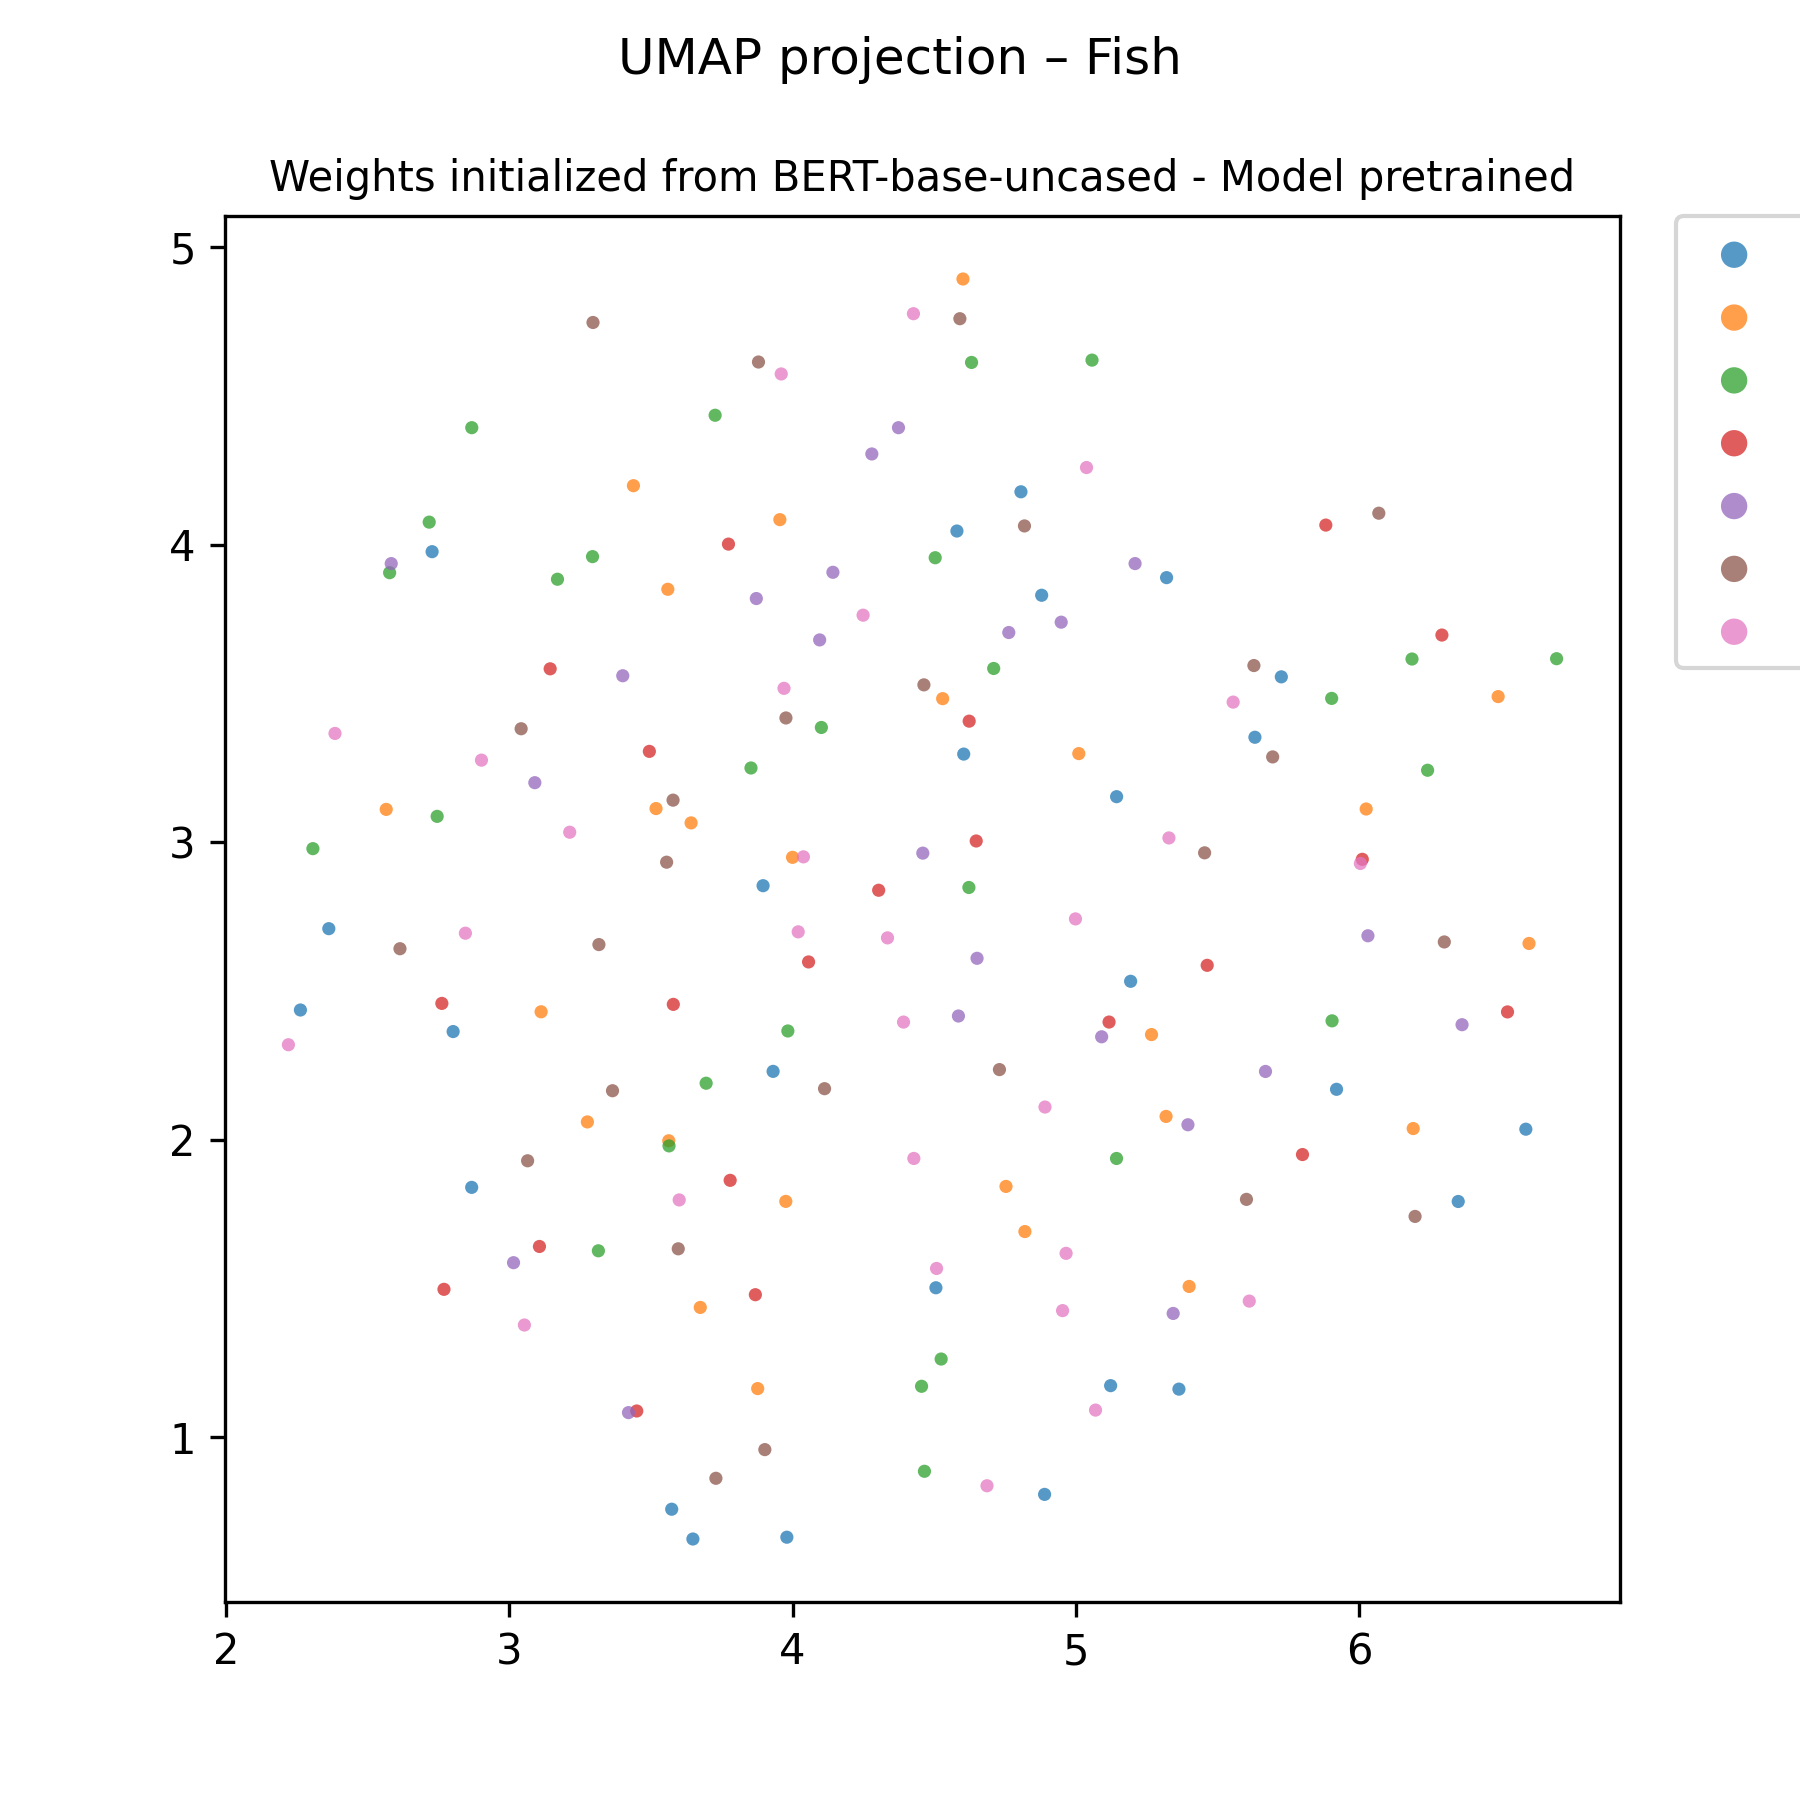 UMAP projection – Fish
Weights initialized from BERT-base-uncased - Model pretrained
5
4
3
2
1
2 3 4 5 6